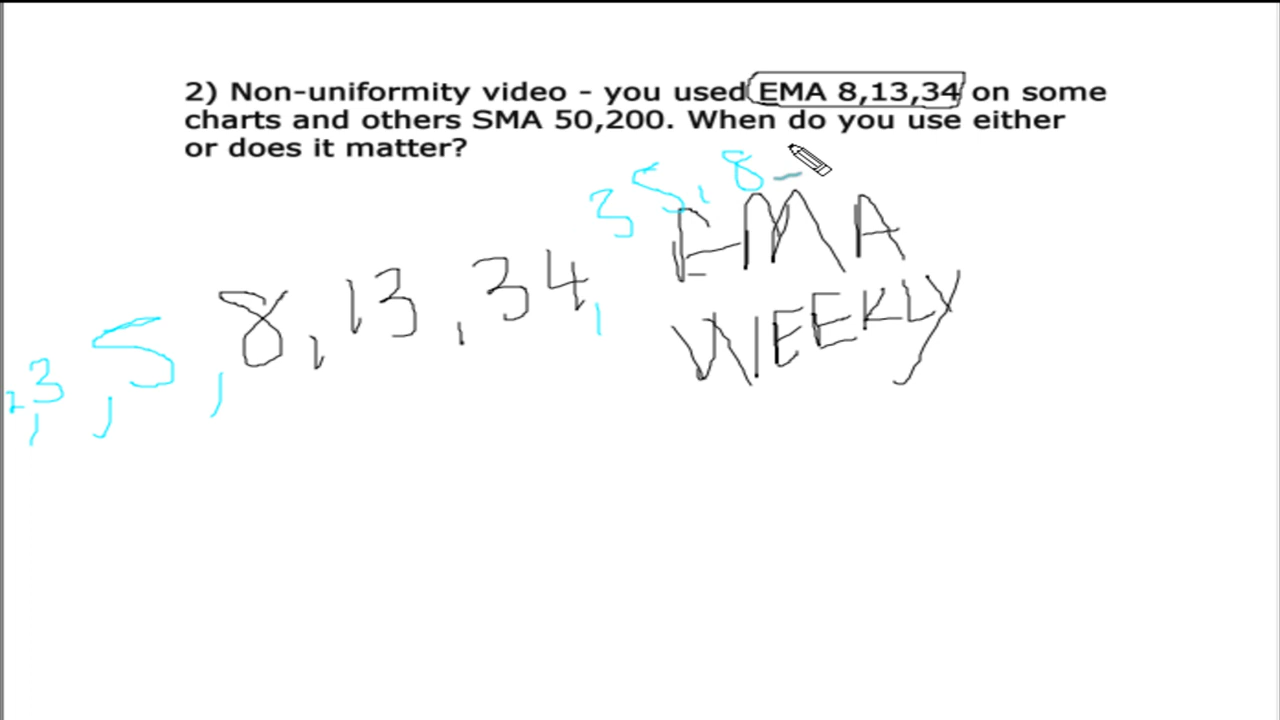 2) Non-uniformity video - you used EMA 8,13,34 on some
charts and others SMA 50,200. When do you use either
or does it matter?
3 5, 8 -
EMA
2,3, 5, 8, 13, 34,
WEEKLY